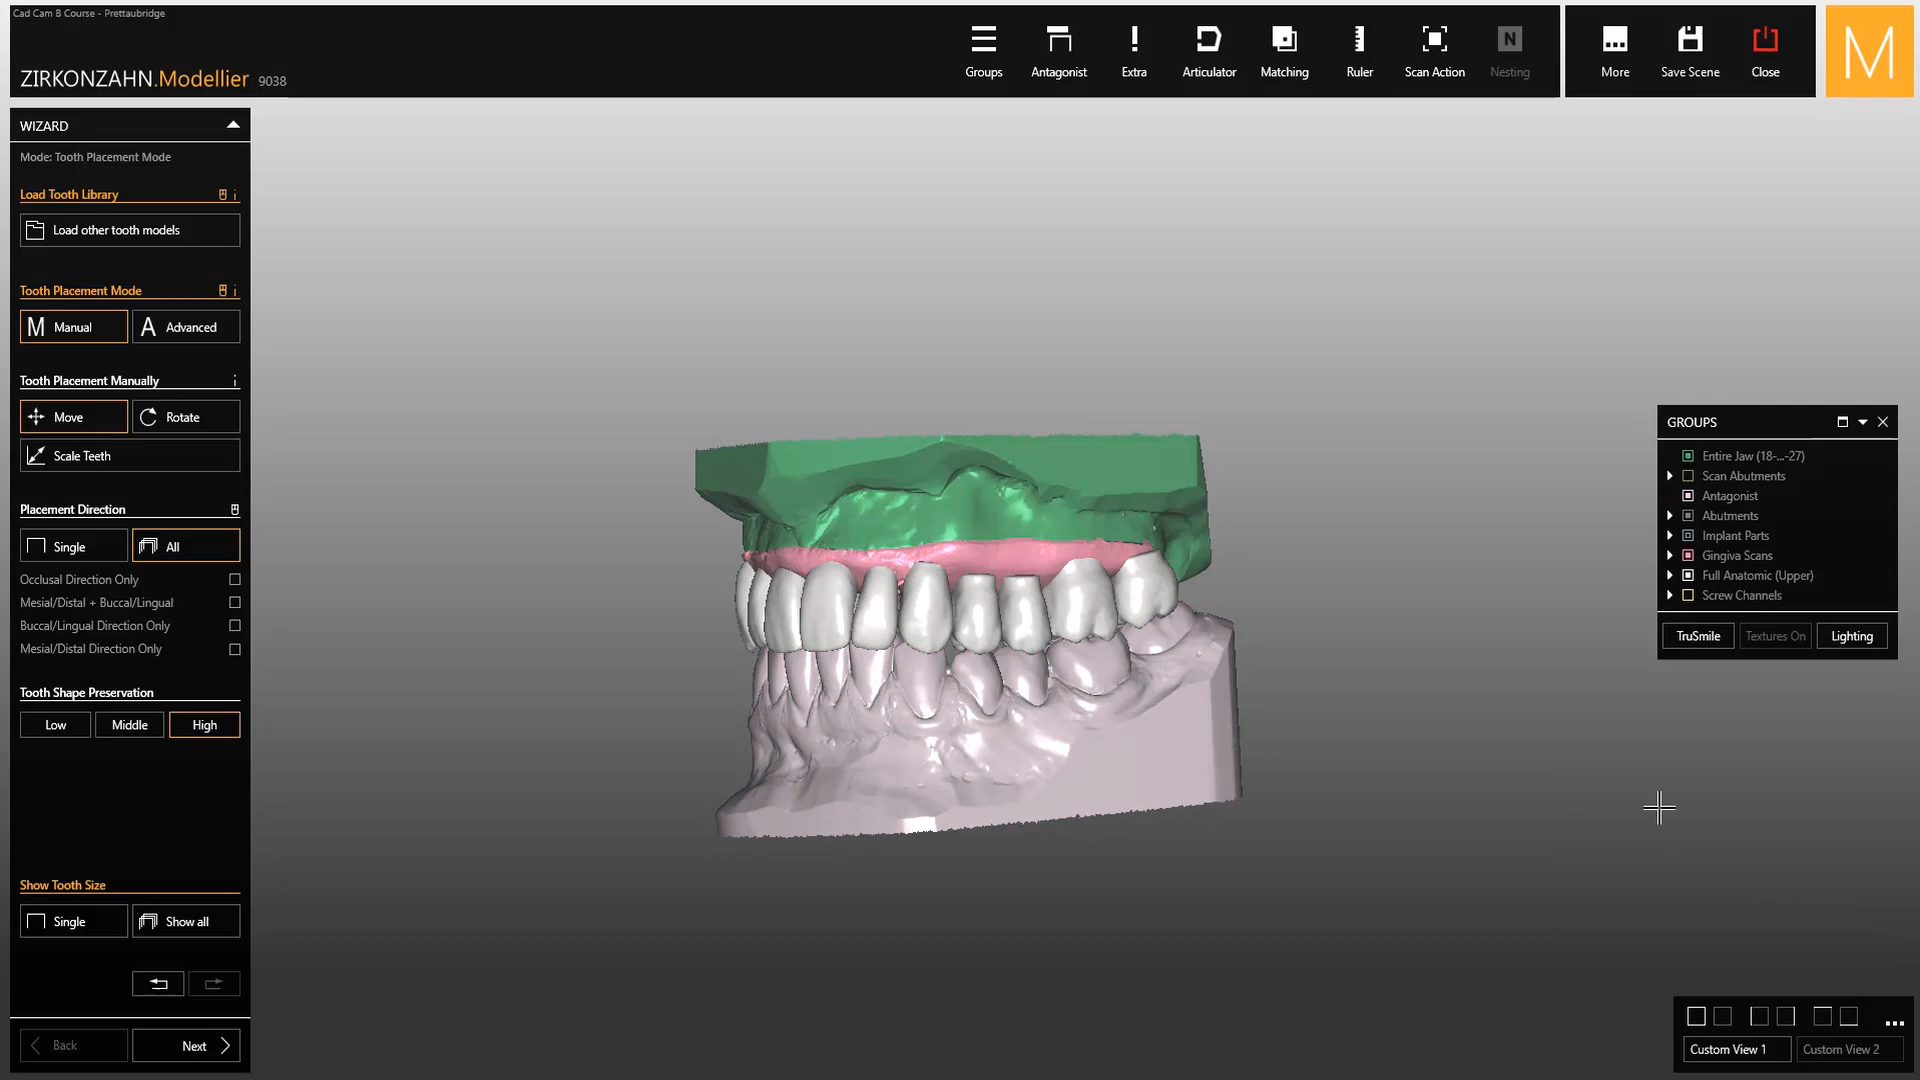 Cad Cam B Course - Prettaubridge
ZIRKONZAHN.Modellier 9038
Groups
Antagonist
Extra
Articulator
Matching
Ruler
Scan Action
N
Nesting
More
Save Scene
Close
M
WIZARD
Mode: Tooth Placement Mode
Load Tooth Library
Load other tooth models
Tooth Placement Mode
M Manual
A Advanced
Tooth Placement Manually
Move
Rotate
Scale Teeth
Placement Direction
Single
All
Occlusal Direction Only
Mesial/Distal + Buccal/Lingual
Buccal/Lingual Direction Only
Mesial/Distal Direction Only
Tooth Shape Preservation
Low
Middle
High
Show Tooth Size
Single
Show all
Back
Next
GROUPS
Entire Jaw (18-...-27)
Scan Abutments
Antagonist
Abutments
Implant Parts
Gingiva Scans
Full Anatomic (Upper)
Screw Channels
TruSmile
Textures On
Lighting
Custom View 1
Custom View 2